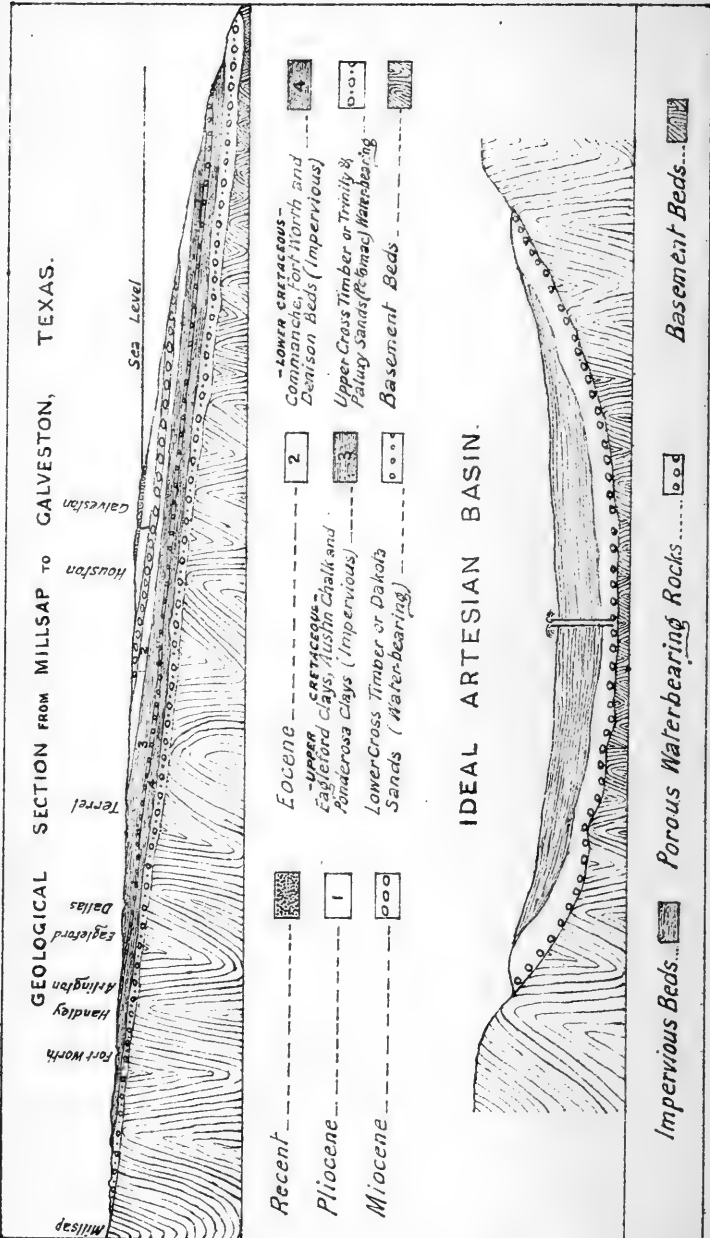 GEOLOGICAL SECTION FROM MILLSAP TO GALVESTON, TEXAS.
Millsap
Fort Worth
Handley
Arlington
Eagleford
Dallas
Terrel
Houston
Galveston
Sea Level
2
3
4
Recent
Pliocene
1
Miocene
Eocene
2
-UPPER CRETACEOUS-
Eagleford Clays, Austin Chalk and
Ponderosa Clays (Impervious)
3
Lower Cross Timber or Dakota
Sands (Water-bearing)
-LOWER CRETACEOUS-
Commanche, Fort Worth and
Denison Beds (Impervious)
4
Upper Cross Timber or Trinity &
Paluxy Sands (Potomac) Water-bearing
Basement Beds
IDEAL ARTESIAN BASIN.
Impervious Beds
Porous Waterbearing Rocks
Basement Beds